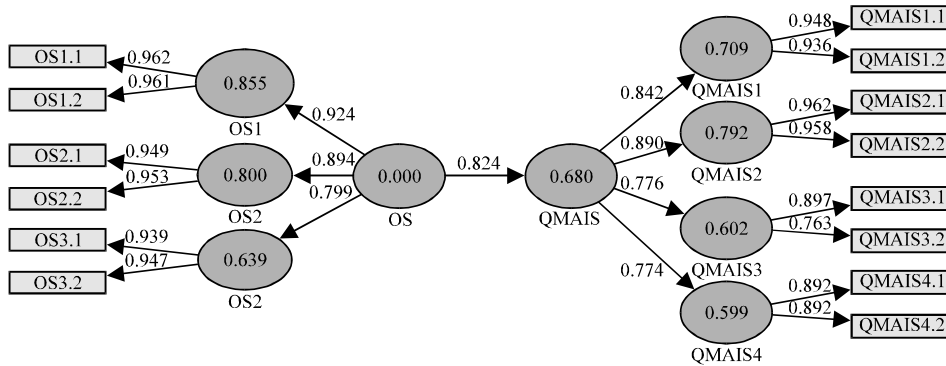 OS1.1
0.962
0.961
OS1.2
0.855
OS1
0.924
OS2.1
0.949
0.953
OS2.2
0.800
OS2
0.894
0.799
OS3.1
0.939
0.947
OS3.2
0.639
OS2
0.000
OS
0.824
0.680
QMAIS
0.842
0.890
0.776
0.774
0.709
QMAIS1
0.948
0.936
QMAIS1.1
QMAIS1.2
0.792
QMAIS2
0.962
0.958
QMAIS2.1
QMAIS2.2
0.602
QMAIS3
0.897
0.763
QMAIS3.1
QMAIS3.2
0.599
QMAIS4
0.892
0.892
QMAIS4.1
QMAIS4.2